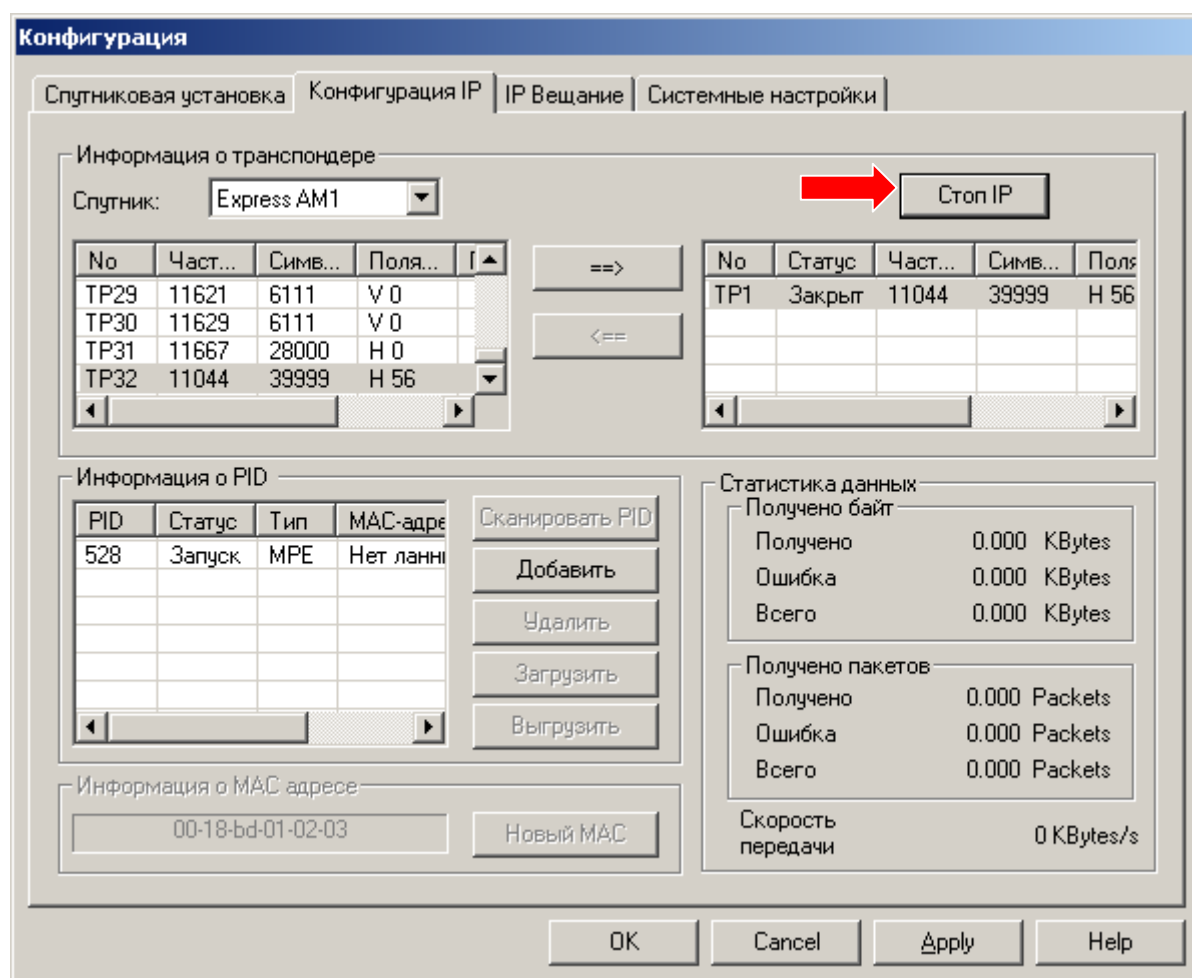 Конфигурация
Спутниковая установка Конфигурация IP IP Вещание Системные настройки
Информация о транспондере
Спутник: Express AM1 Стоп IP
No Част... Симв... Поля...
TP29 11621 6111 V 0
TP30 11629 6111 V 0
TP31 11667 28000 H 0
TP32 11044 39999 H 56
==>
<==
No Статус Част... Симв... Поля
TP1 Закрыт 11044 39999 H 56
Информация о PID
PID Статус Тип MAC-адре
528 Запуск MPE Нет ланны
Сканировать PID
Добавить
Удалить
Загрузить
Выгрузить
Информация о MAC адресе
00-18-bd-01-02-03 Новый MAC
Статистика данных
Получено байт
Получено 0.000 KBytes
Ошибка 0.000 KBytes
Всего 0.000 KBytes
Получено пакетов
Получено 0.000 Packets
Ошибка 0.000 Packets
Всего 0.000 Packets
Скорость
передачи 0 KBytes/s
OK Cancel Apply Help